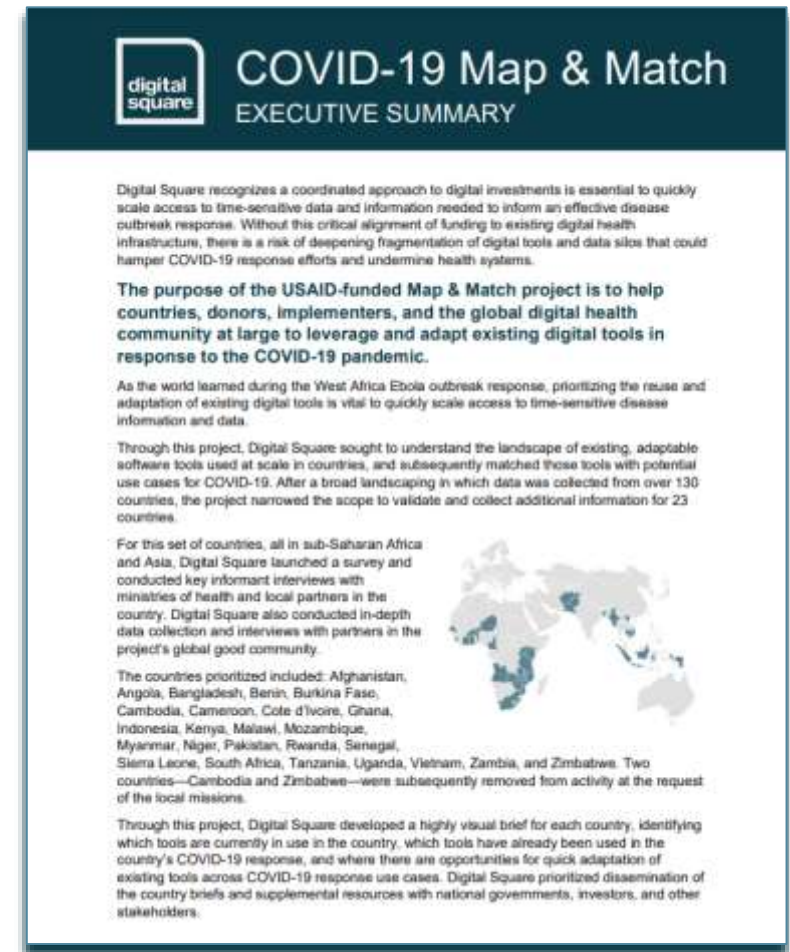 digital
square
COVID-19 Map & Match
EXECUTIVE SUMMARY
Digital Square recognizes a coordinated approach to digital investments is essential to quickly
scale access to time-sensitive data and information needed to inform an effective disease
outbreak response. Without this critical alignment of funding to existing digital health
infrastructure, there is a risk of deepening fragmentation of digital tools and data silos that could
hamper COVID-19 response efforts and undermine health systems.
The purpose of the USAID-funded Map & Match project is to help
countries, donors, implementers, and the global digital health
community at large to leverage and adapt existing digital tools in
response to the COVID-19 pandemic.
As the world learned during the West Africa Ebola outbreak response, prioritizing the reuse and
adaptation of existing digital tools is vital to quickly scale access to time-sensitive disease
information and data.
Through this project, Digital Square sought to understand the landscape of existing, adaptable
software tools used at scale in countries, and subsequently matched those tools with potential
use cases for COVID-19. After a broad landscaping in which data was collected from over 130
countries, the project narrowed the scope to validate and collect additional information for 23
countries.
For this set of countries, all in sub-Saharan Africa
and Asia, Digital Square launched a survey and
conducted key informant interviews with
ministries of health and local partners in the
country. Digital Square also conducted in-depth
data collection and interviews with partners in the
project's global good community.
The countries prioritized included: Afghanistan,
Angola, Bangladesh, Benin, Burkina Faso,
Cambodia, Cameroon, Cote d'Ivoire, Ghana,
Indonesia, Kenya, Malawi, Mozambique,
Myanmar, Niger, Pakistan, Rwanda, Senegal,
Sierra Leone, South Africa, Tanzania, Uganda, Vietnam, Zambia, and Zimbabwe. Two
countries—Cambodia and Zimbabwe—were subsequently removed from activity at the request
of the local missions.
Through this project, Digital Square developed a highly visual brief for each country, identifying
which tools are currently in use in the country, which tools have already been used in the
country's COVID-19 response, and where there are opportunities for quick adaptation of
existing tools across COVID-19 response use cases. Digital Square prioritized dissemination of
the country briefs and supplemental resources with national governments, investors, and other
stakeholders.